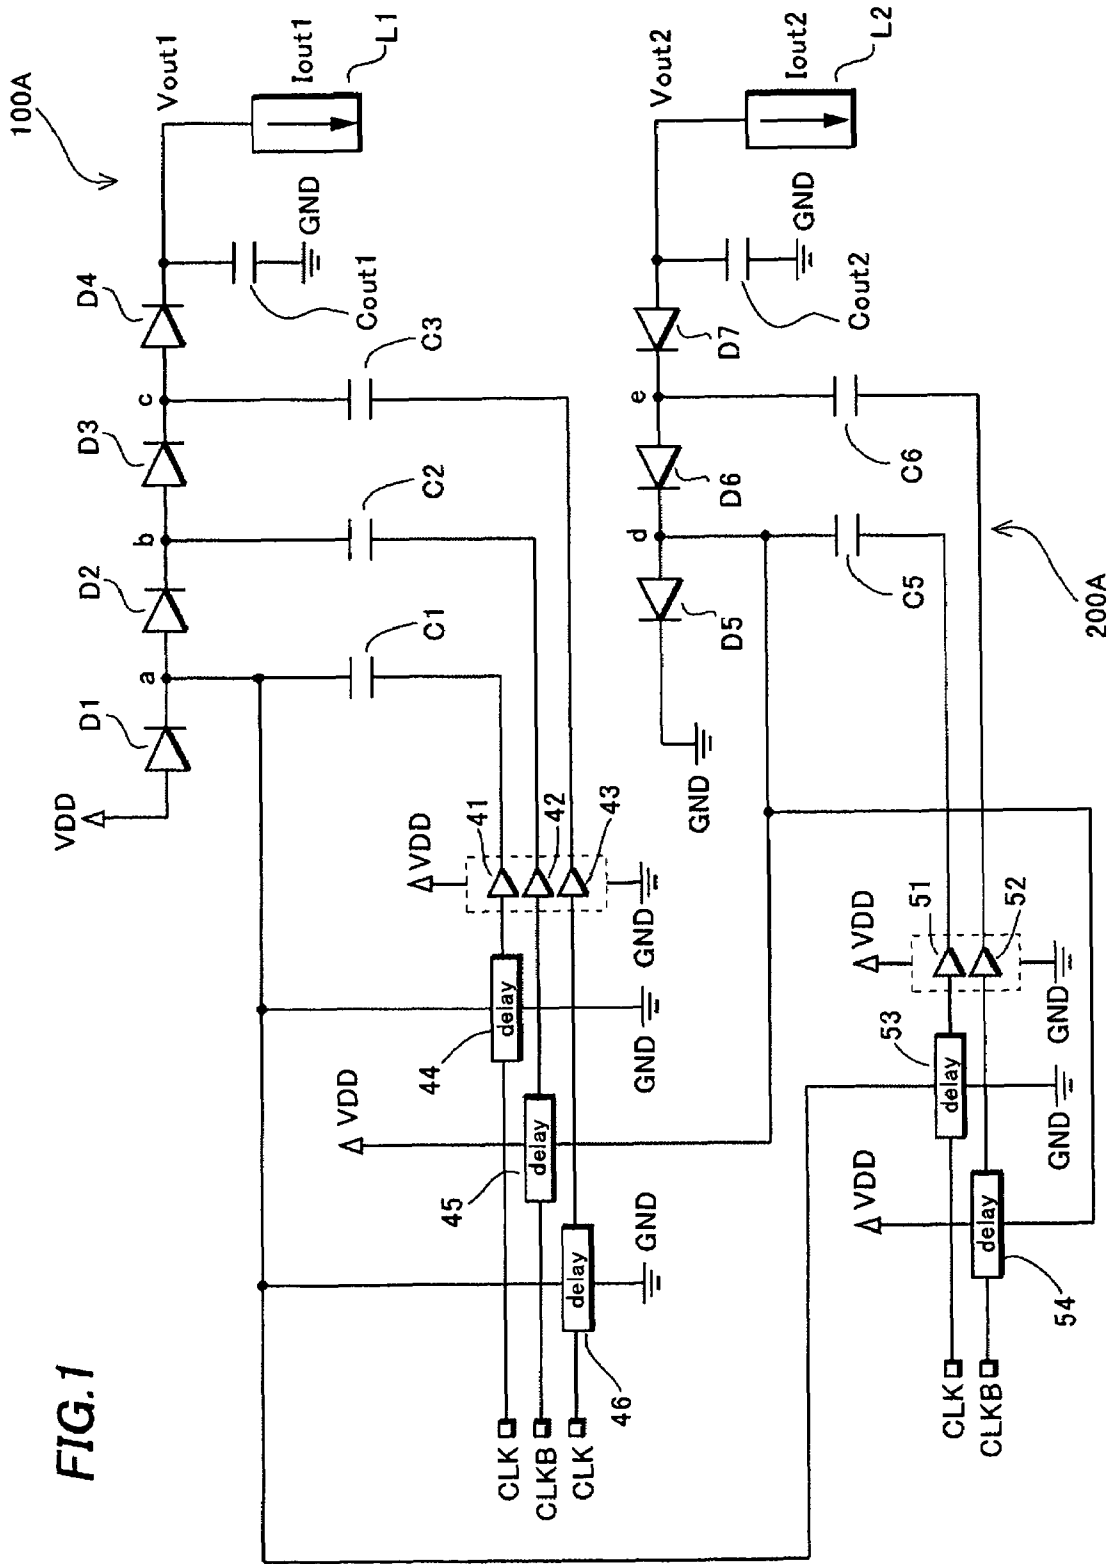 FIG.1
100A
VDD
D1
D2
D3
D4
Vout1
a
b
c
Iout1
L1
GND
Cout1
C1
C2
C3
VDD
41
42
43
GND
delay
44
GND
VDD
delay
45
delay
46
GND
CLK
CLKB
CLK
Vout2
d
e
D5
D6
D7
GND
Iout2
L2
GND
Cout2
C5
C6
200A
VDD
51
52
GND
53
delay
GND
VDD
delay
54
CLK
CLKB